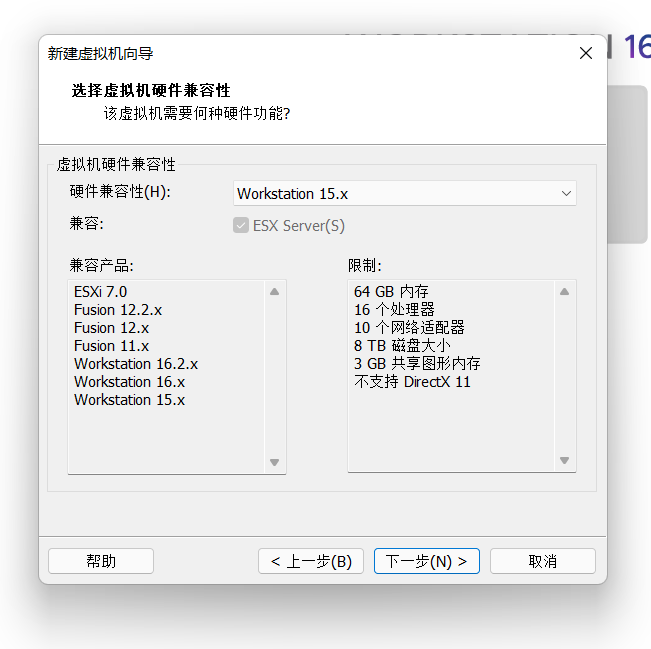 16
新建虚拟机向导
选择虚拟机硬件兼容性
该虚拟机需要何种硬件功能?
虚拟机硬件兼容性
硬件兼容性(H):
Workstation 15.x
兼容:
ESX Server(S)
兼容产品:
ESXi 7.0
Fusion 12.2.x
Fusion 12.x
Fusion 11.x
Workstation 16.2.x
Workstation 16.x
Workstation 15.x
限制:
64 GB 内存
16 个处理器
10 个网络适配器
8 TB 磁盘大小
3 GB 共享图形内存
不支持 DirectX 11
帮助
< 上一步(B)
下一步(N) >
取消